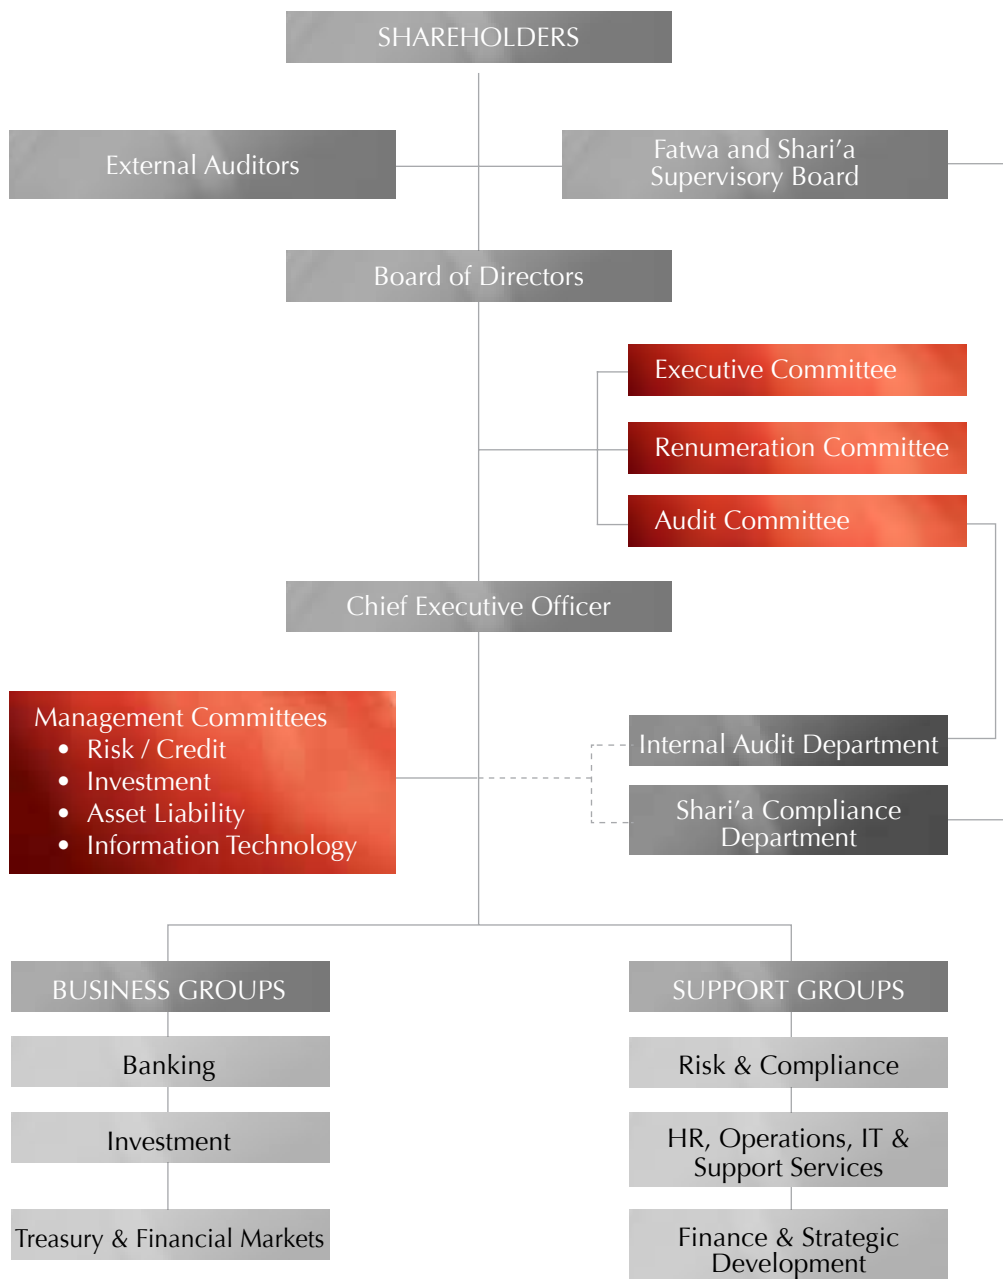 SHAREHOLDERS
External Auditors
Fatwa and Shari’a
Supervisory Board
Board of Directors
Executive Committee
Renumeration Committee
Audit Committee
Chief Executive Officer
Management Committees
• Risk / Credit
• Investment
• Asset Liability
• Information Technology
Internal Audit Department
Shari’a Compliance
Department
BUSINESS GROUPS
Banking
Investment
Treasury & Financial Markets
SUPPORT GROUPS
Risk & Compliance
HR, Operations, IT &
Support Services
Finance & Strategic
Development